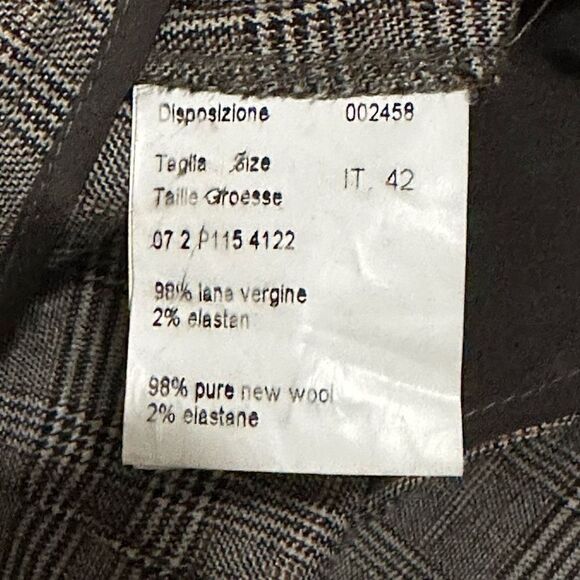 Disposizione 002458
Taglia Size
IT. 42
Taille Groesse
07 2 P115 4122
98% lana vergine
2% elastan
98% pure new wool
2% elastane